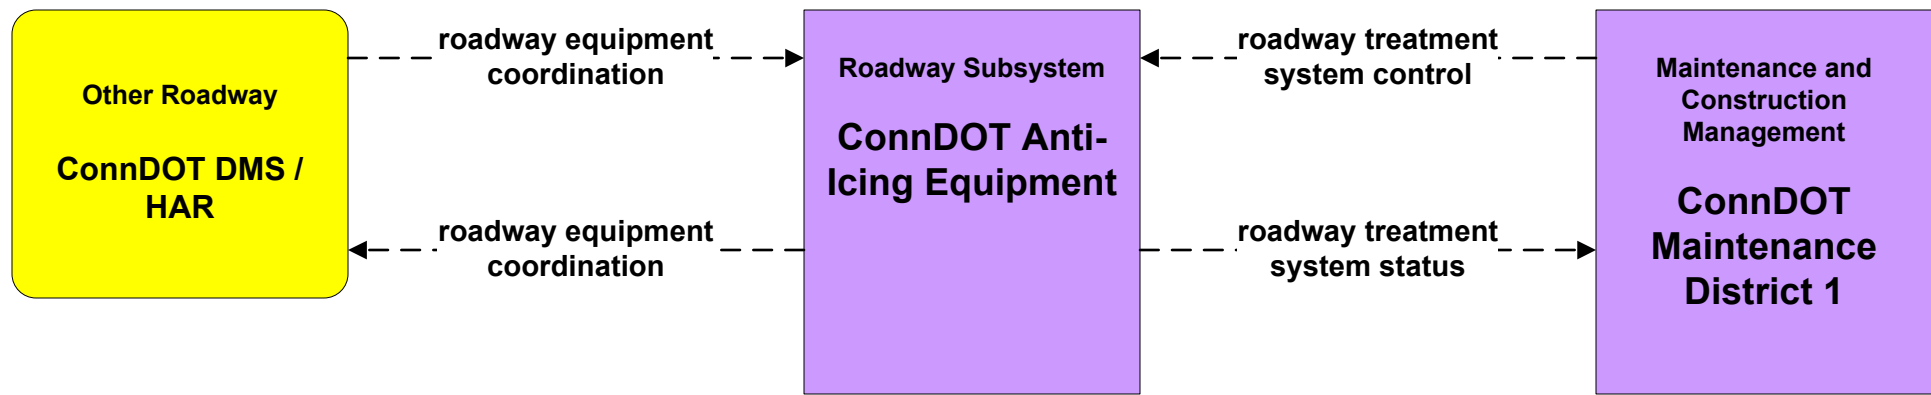 Other Roadway
ConnDOT DMS /
HAR
roadway equipment
coordination
roadway equipment
coordination
Roadway Subsystem
ConnDOT Anti-
Icing Equipment
roadway treatment
system control
roadway treatment
system status
Maintenance and
Construction
Management
ConnDOT
Maintenance
District 1